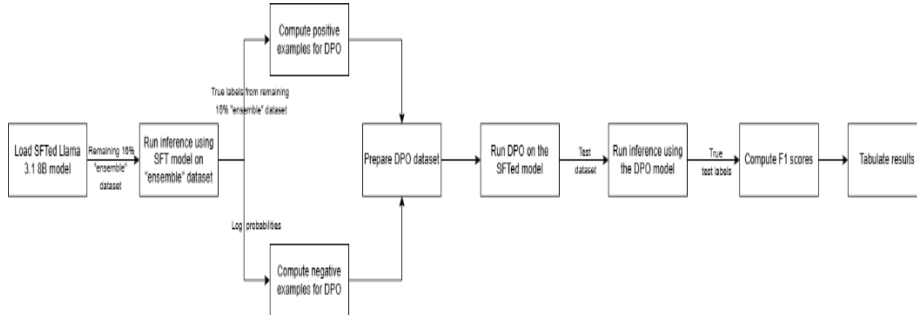 Compute positive
examples for DPO
True labels from remaining
16% "ensemble" dataset
Load SFTed Llama
3.1 8B model
Remaining 16%
"ensemble"
dataset
Run inference using
SFT model on
"ensemble" dataset
Prepare DPO dataset
Run DPO on the
SFTed model
Test
dataset
Run inference using
the DPO model
True
test labels
Compute F1 scores
Tabulate results
Log probabilities
Compute negative
examples for DPO